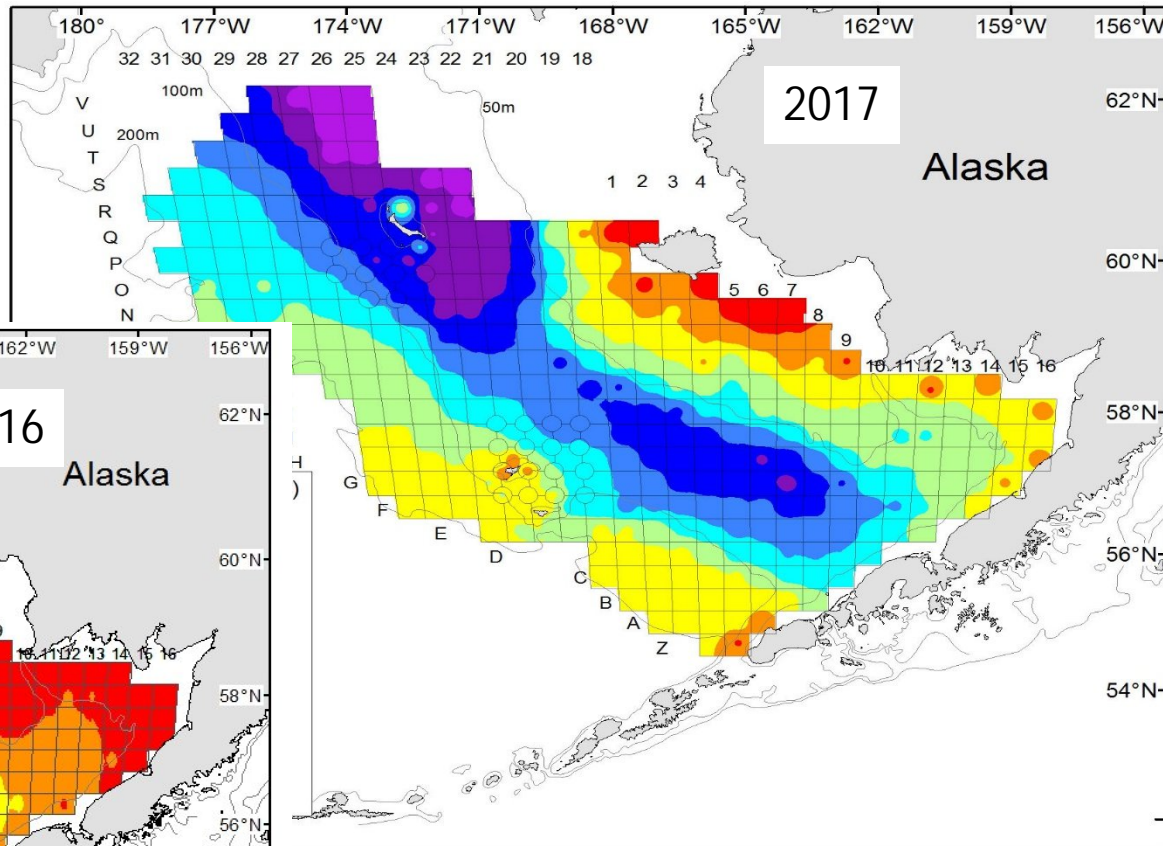 180° 177°W 174°W 171°W 168°W 165°W 162°W 159°W 156°W
32 31 30 29 28 27 26 25 24 23 22 21 20 19 18
100m
50m
200m
2017
62°N
Alaska
V
U
T
S
R
Q
P
O
N
1 2 3 4
60°N
5 6 7
8
9
10 11 12 13 14 15 16
58°N
G
F
E
D
C
B
A
Z
H
)
56°N
54°N
162°W 159°W 156°W
16
62°N
Alaska
60°N
10 11 12 13 14 15 16
58°N
56°N